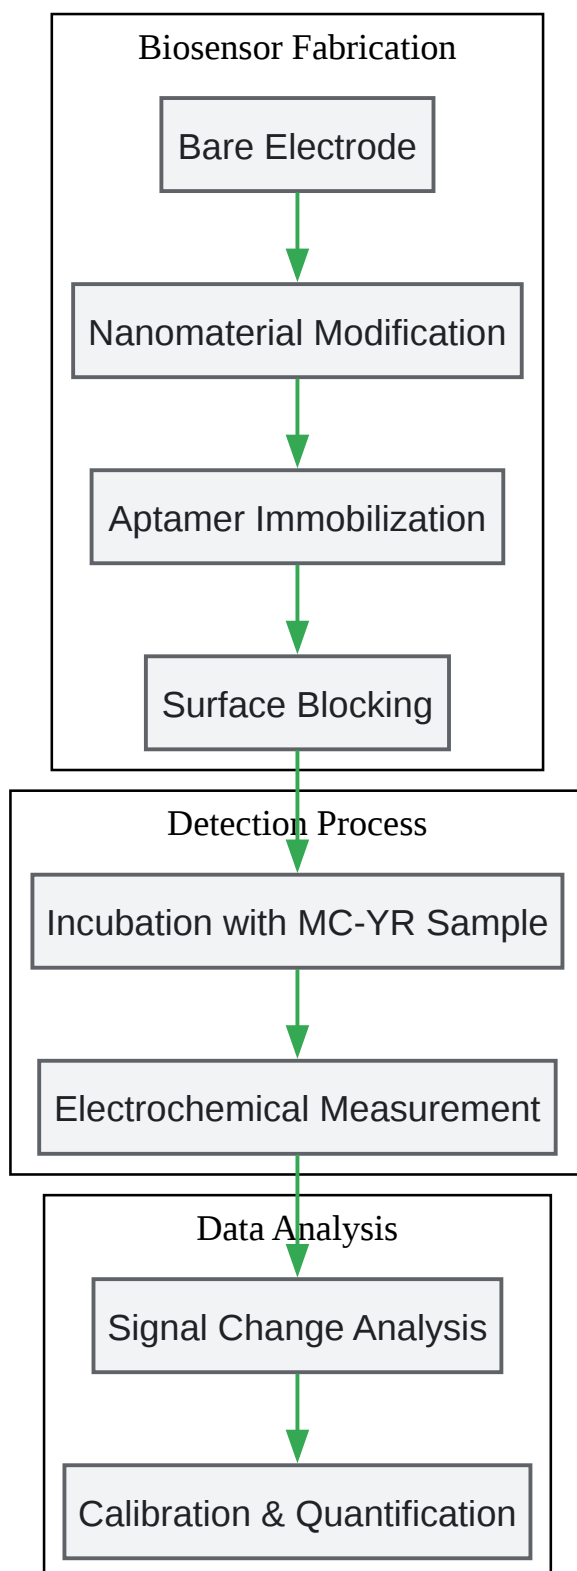 Biosensor Fabrication
Bare Electrode
Nanomaterial Modification
Aptamer Immobilization
Surface Blocking
Detection Process
Incubation with MC-YR Sample
Electrochemical Measurement
Data Analysis
Signal Change Analysis
Calibration & Quantification